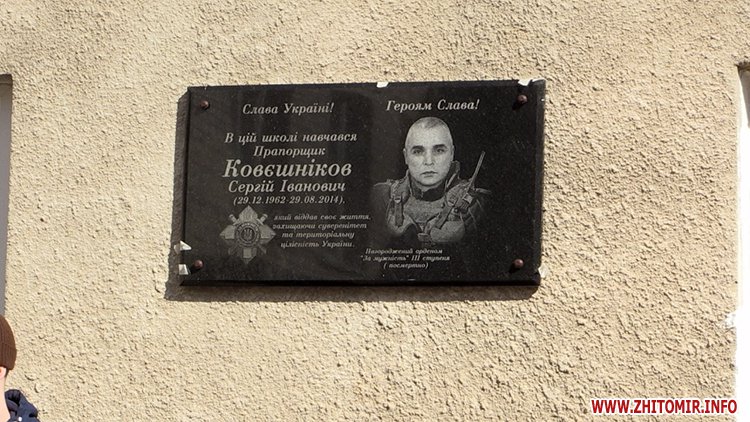 Слава Україні!
Героям Слава!
В цій школі навчався
Прапорщик
Ковєшніков
Сергій Іванович
(29.12.1962-29.08.2014),
який віддав своє життя,
захищаючи суверенітет
та територіальну
цілісність України.
Нагороджений орденом
"За мужність" III ступеня
( посмертно)
WWW.ZHITOMIR.INFO